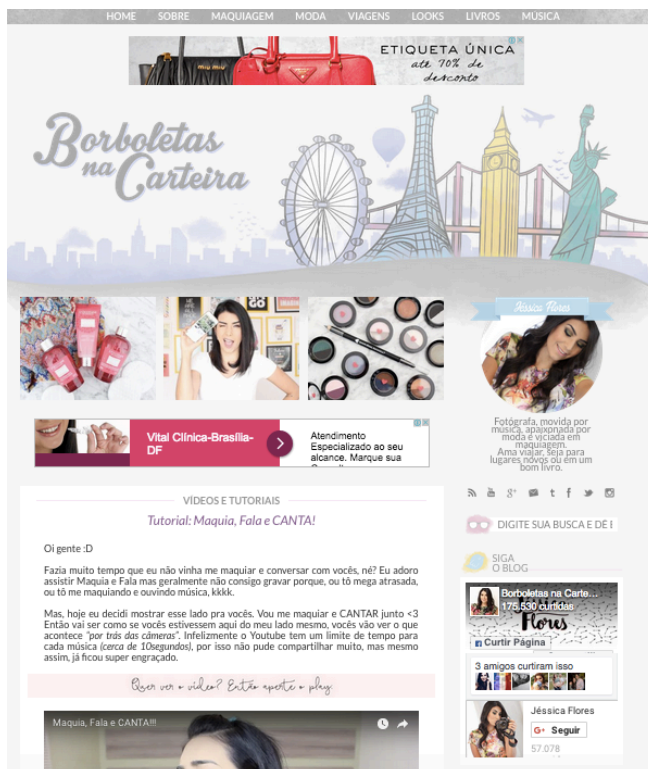 HOME SOBRE MAQUIAGEM MODA VIAGENS LOOKS LIVROS MÚSICA
ETIQUETA ÚNICA
até 70% de
desconto
Borboletas
na Carteira
GO
Jéssica Flores
Fotógrafa, movida por
música, apaixonada por
moda e viciada em
maquiagem.
Ama viajar, seja para
lugares novos ou em um
bom livro.
Vital Clínica-Brasília-
DF
Atendimento
Especializado ao seu
alcance. Marque sua
DIGITE SUA BUSCA E DÊ E
SIGA
O BLOG
Borboletas na Carte...
175.530 curtidas
Flores
Curtir Página
3 amigos curtiram isso
Jéssica Flores
G+ Seguir
57.078
VÍDEOS E TUTORIAIS
Tutorial: Maquia, Fala e CANTA!
Oi gente :D
Fazia muito tempo que eu não vinha me maquiar e conversar com vocês, né? Eu adoro
assistir Maquia e Fala mas geralmente não consigo gravar porque, ou tô mega atrasada,
ou tô me maquiando e ouvindo música, kkkk.
Mas, hoje eu decidi mostrar esse lado pra vocês. Vou me maquiar e CANTAR junto <3
Então vai ser como se vocês estivessem aqui do meu lado mesmo, vocês vão ver o que
acontece "por trás das câmeras". Infelizmente o Youtube tem um limite de tempo para
cada música (cerca de 10segundos), por isso não pude compartilhar muito, mas mesmo
assim, já ficou super engraçado.
Quer ver o vídeo? Então aperte o play:
Maquia, Fala e CANTA!!!